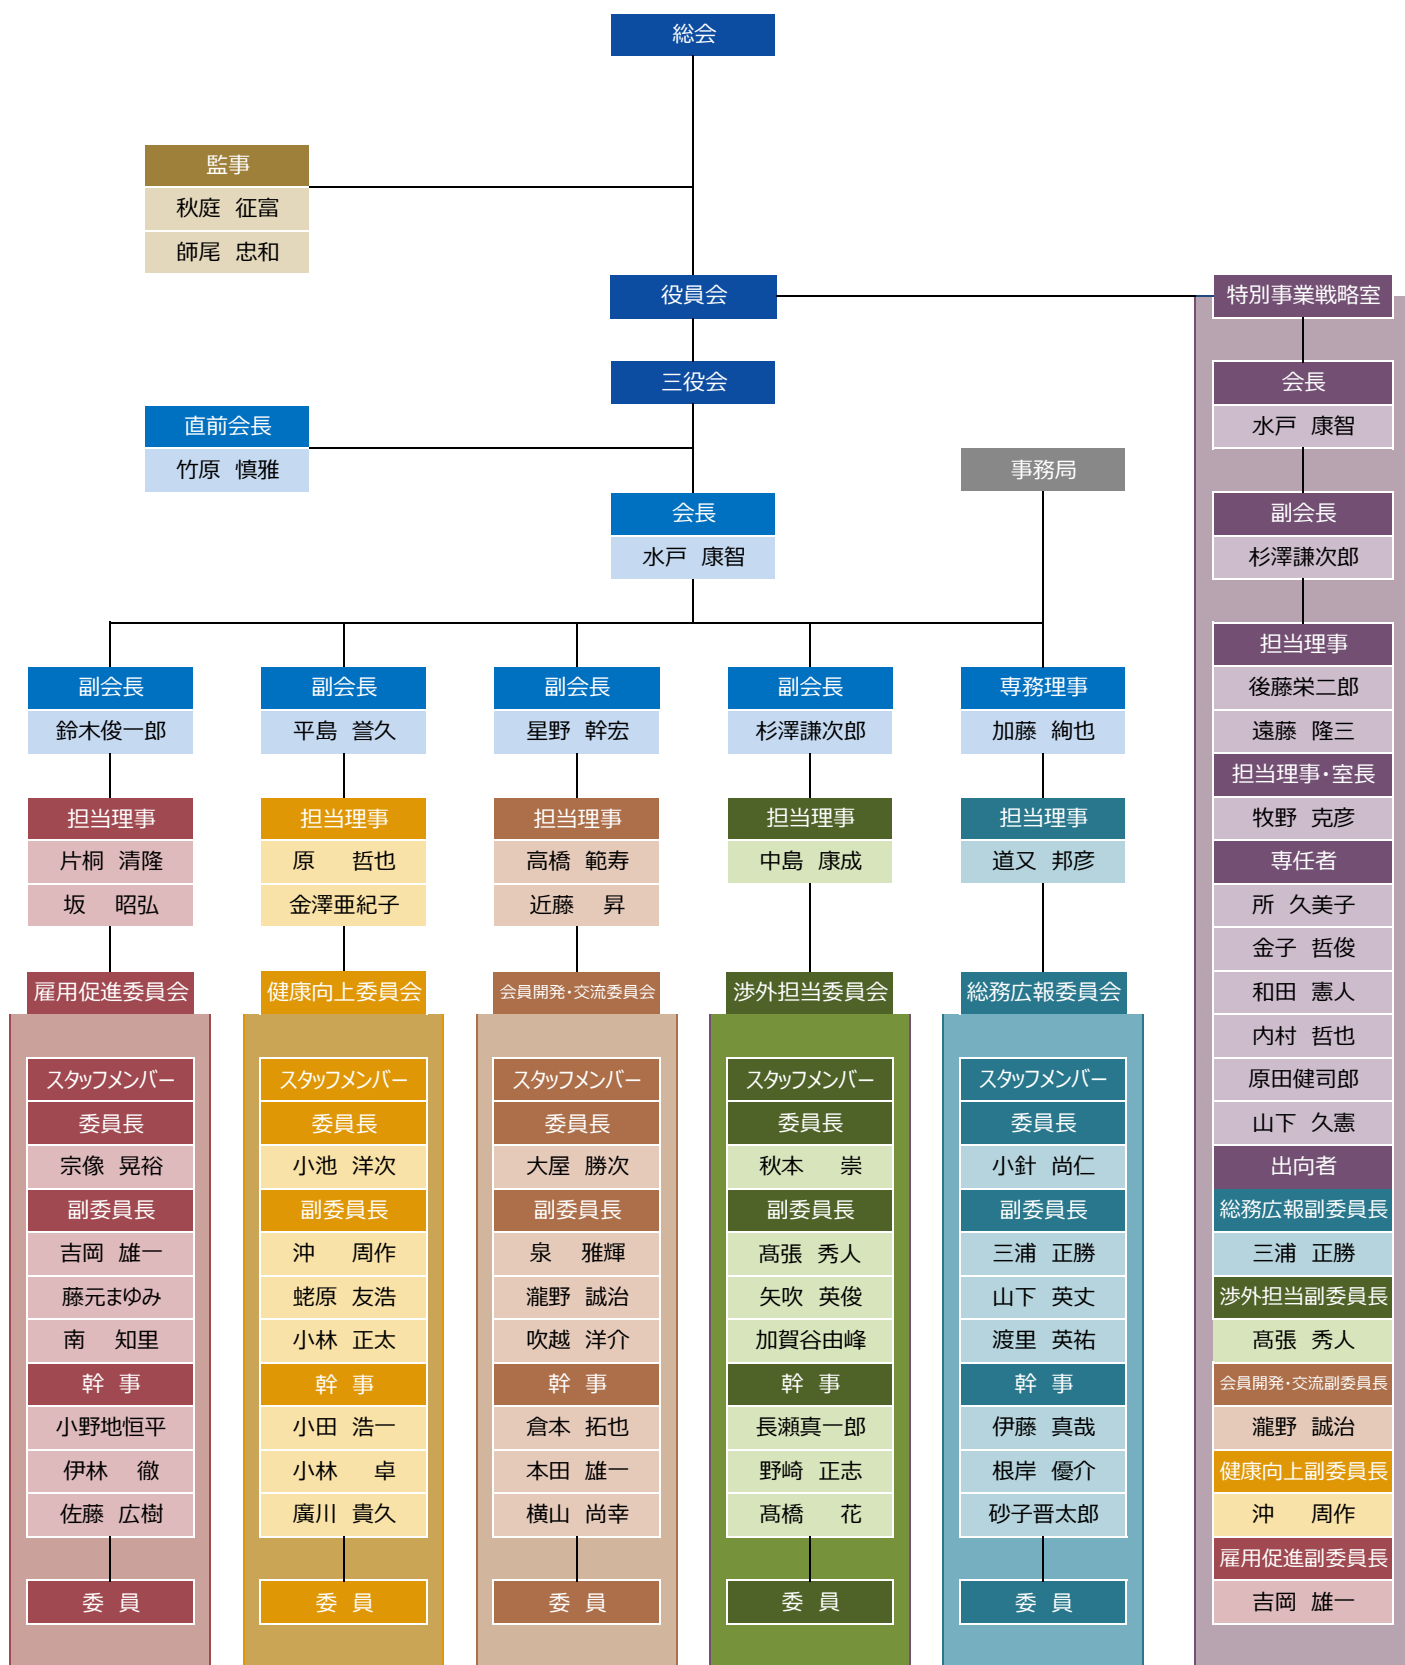 総会
監事
秋庭 征富
師尾 忠和
役員会
三役会
直前会長
竹原 慎雅
会長
水戸 康智
事務局
副会長
鈴木俊一郎
担当理事
片桐 清隆
坂 昭弘
雇用促進委員会
スタッフメンバー
委員長
宗像 晃裕
副委員長
吉岡 雄一
藤元まゆみ
南 知里
幹 事
小野地恒平
伊林 徹
佐藤 広樹
委 員
副会長
平島 誉久
担当理事
原 哲也
金澤亜紀子
健康向上委員会
スタッフメンバー
委員長
小池 洋次
副委員長
沖 周作
蛯原 友浩
小林 正太
幹 事
小田 浩一
小林 卓
廣川 貴久
委 員
副会長
星野 幹宏
担当理事
高橋 範寿
近藤 昇
会員開発・交流委員会
スタッフメンバー
委員長
大屋 勝次
副委員長
泉 雅輝
瀧野 誠治
吹越 洋介
幹 事
倉本 拓也
本田 雄一
横山 尚幸
委 員
副会長
杉澤謙次郎
担当理事
中島 康成
渉外担当委員会
スタッフメンバー
委員長
秋本 崇
副委員長
髙張 秀人
矢吹 英俊
加賀谷由峰
幹 事
長瀬真一郎
野崎 正志
髙橋 花
委 員
専務理事
加藤 絢也
担当理事
道又 邦彦
総務広報委員会
スタッフメンバー
委員長
小針 尚仁
副委員長
三浦 正勝
山下 英丈
渡里 英祐
幹 事
伊藤 真哉
根岸 優介
砂子晋太郎
委 員
特別事業戦略室
会長
水戸 康智
副会長
杉澤謙次郎
担当理事
後藤栄二郎
遠藤 隆三
担当理事・室長
牧野 克彦
専任者
所 久美子
金子 哲俊
和田 憲人
内村 哲也
原田健司郎
山下 久憲
出向者
総務広報副委員長
三浦 正勝
渉外担当副委員長
髙張 秀人
会員開発・交流副委員長
瀧野 誠治
健康向上副委員長
沖 周作
雇用促進副委員長
吉岡 雄一